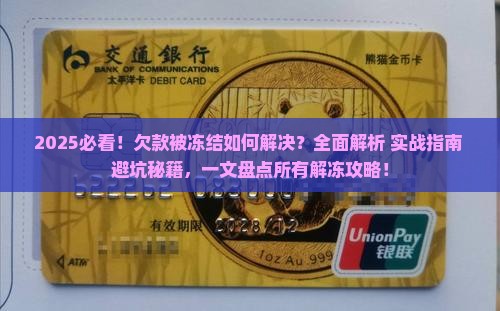 交通銀行
BANK OF COMMUNICATIONS
太平洋卡 DEBIT CARD
熊猫金币卡
2025必看！欠款被冻结如何解决？全面解析 实战指南
避坑秘籍，一文盘点所有解冻攻略！
有效期限 2028/12
1oz Au .999
ATM
UnionPay
银联